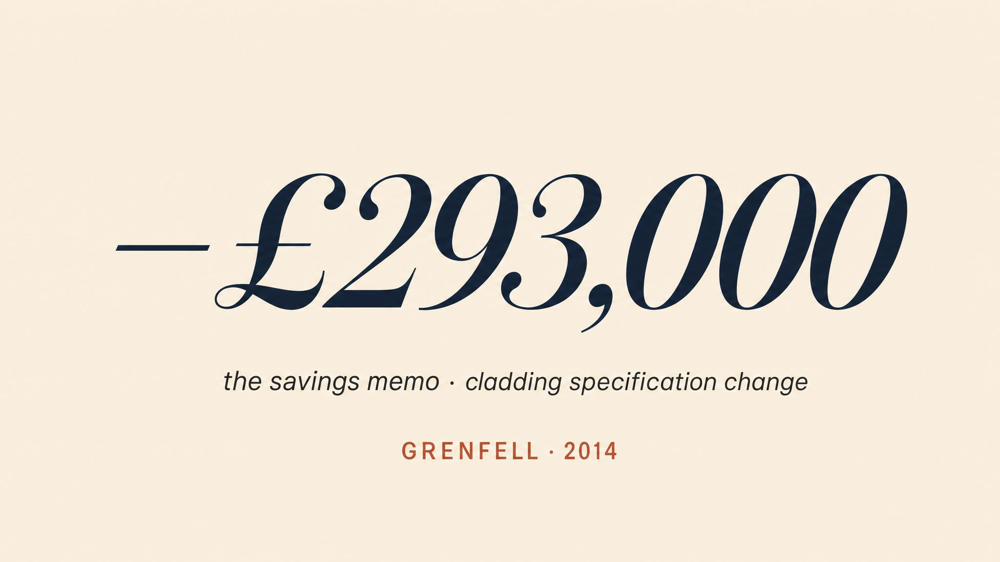 –£293,000
the savings memo · cladding specification change
GRENFELL · 2014